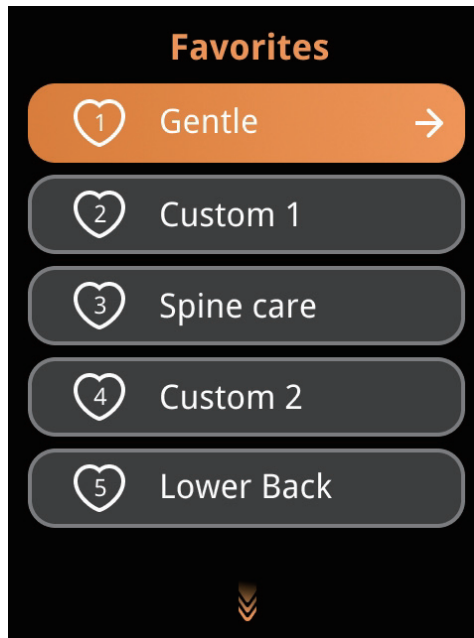 Favorites
1 Gentle
2 Custom 1
3 Spine care
4 Custom 2
5 Lower Back